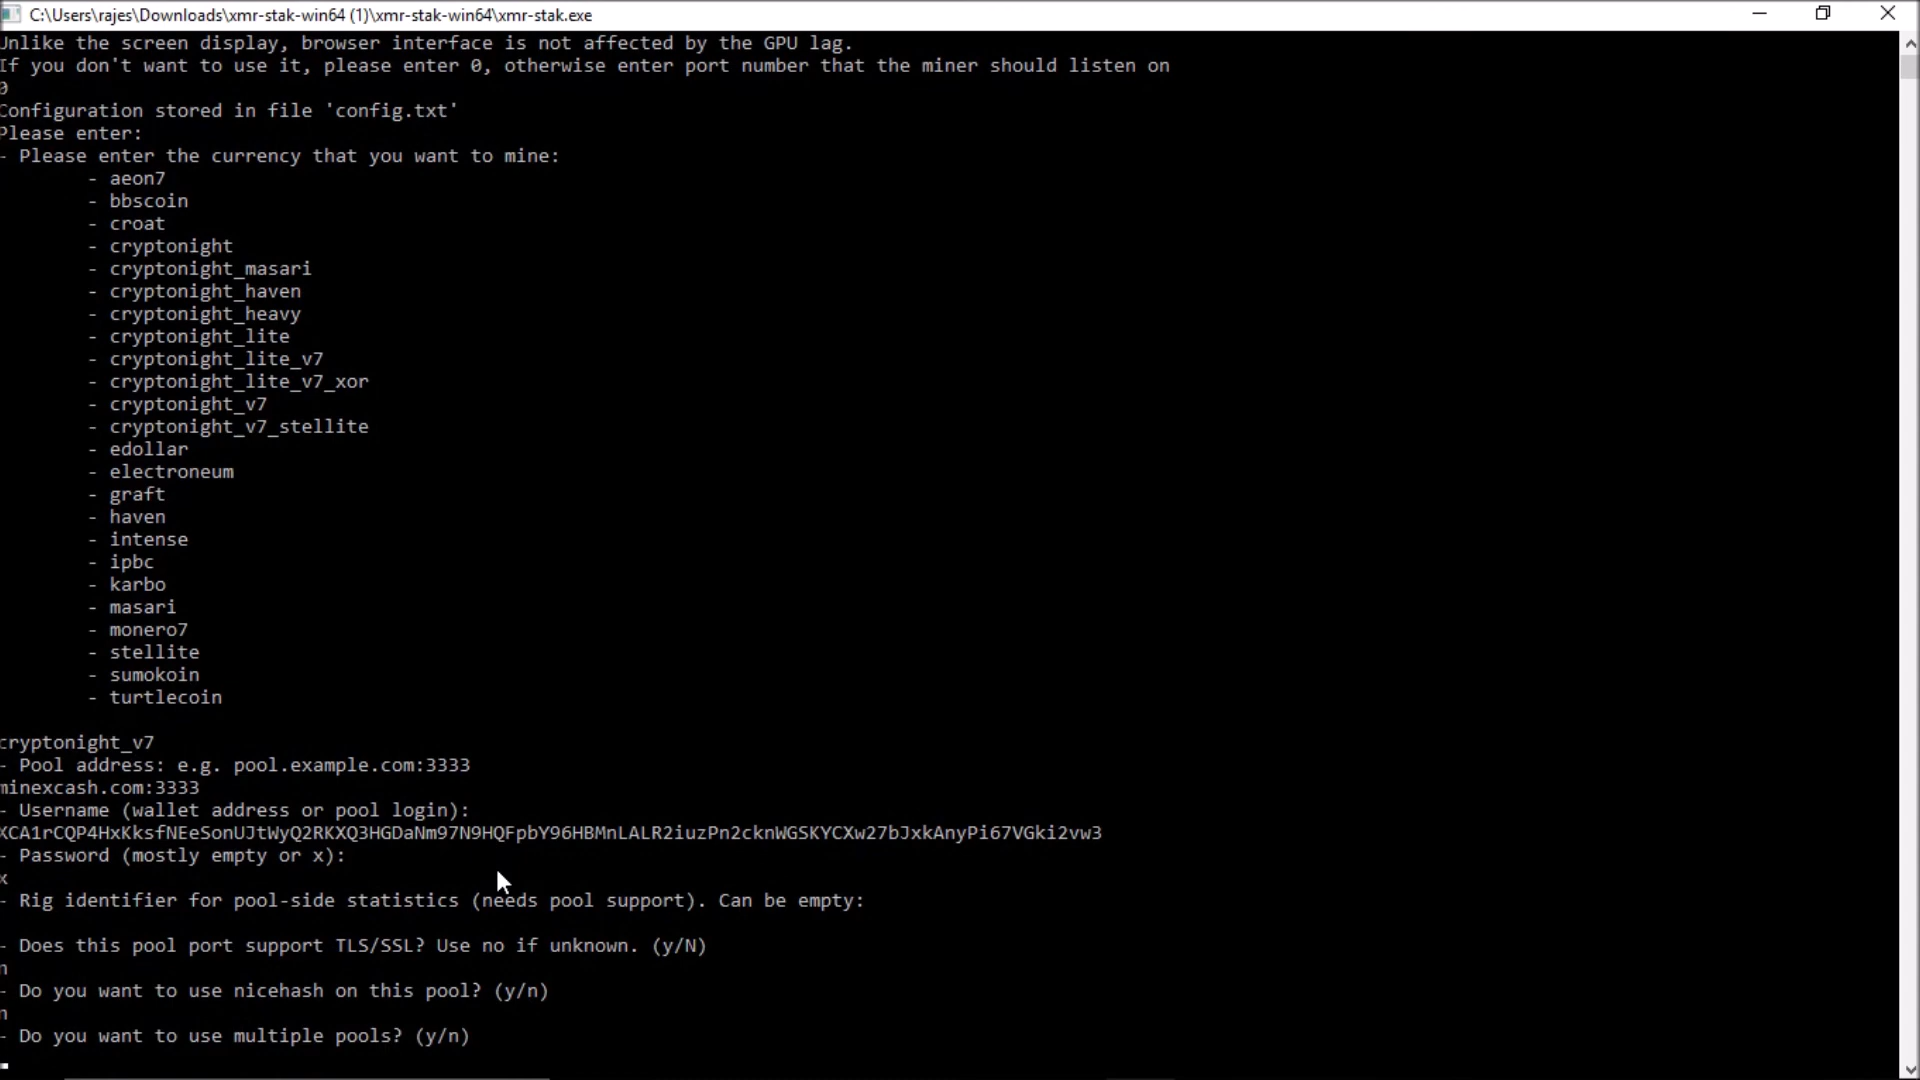 C:\Users\rajes\Downloads\xmr-stak-win64 (1)\xmr-stak-win64\xmr-stak.exe
Unlike the screen display, browser interface is not affected by the GPU lag.
If you don't want to use it, please enter 0, otherwise enter port number that the miner should listen on
0
Configuration stored in file 'config.txt'
Please enter:
- Please enter the currency that you want to mine:
- aeon7
- bbscoin
- croat
- cryptonight
- cryptonight_masari
- cryptonight_haven
- cryptonight_heavy
- cryptonight_lite
- cryptonight_lite_v7
- cryptonight_lite_v7_xor
- cryptonight_v7
- cryptonight_v7_stellite
- edollar
- electroneum
- graft
- haven
- intense
- ipbc
- karbo
- masari
- monero7
- stellite
- sumokoin
- turtlecoin
cryptonight_v7
- Pool address: e.g. pool.example.com:3333
minexcash.com:3333
- Username (wallet address or pool login):
XCA1rCQP4HxKksfNEeSonUJtWyQ2RKXQ3HGDaNm97N9HQFpbY96HBMnLALR2iuzPn2cknWGSKYCXw27bJxkAnyPi67VGki2vw3
- Password (mostly empty or x):
x
- Rig identifier for pool-side statistics (needs pool support). Can be empty:
- Does this pool port support TLS/SSL? Use no if unknown. (y/N)
n
- Do you want to use nicehash on this pool? (y/n)
n
- Do you want to use multiple pools? (y/n)